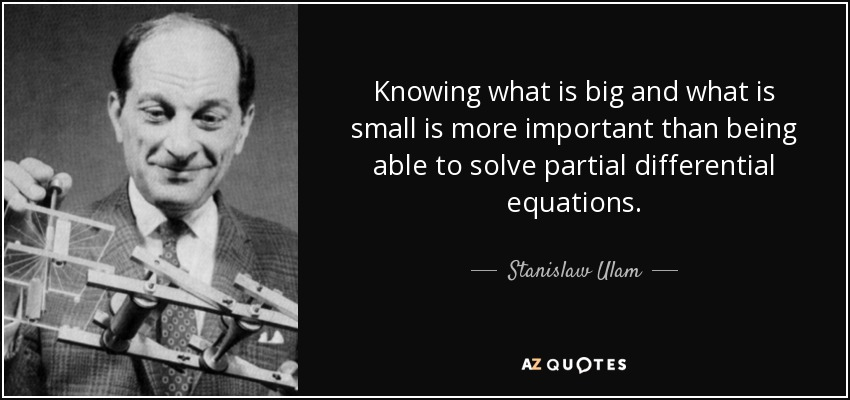 Knowing what is big and what is
small is more important than being
able to solve partial differential
equations.
Stanislaw Ulam
AZ QUOTES